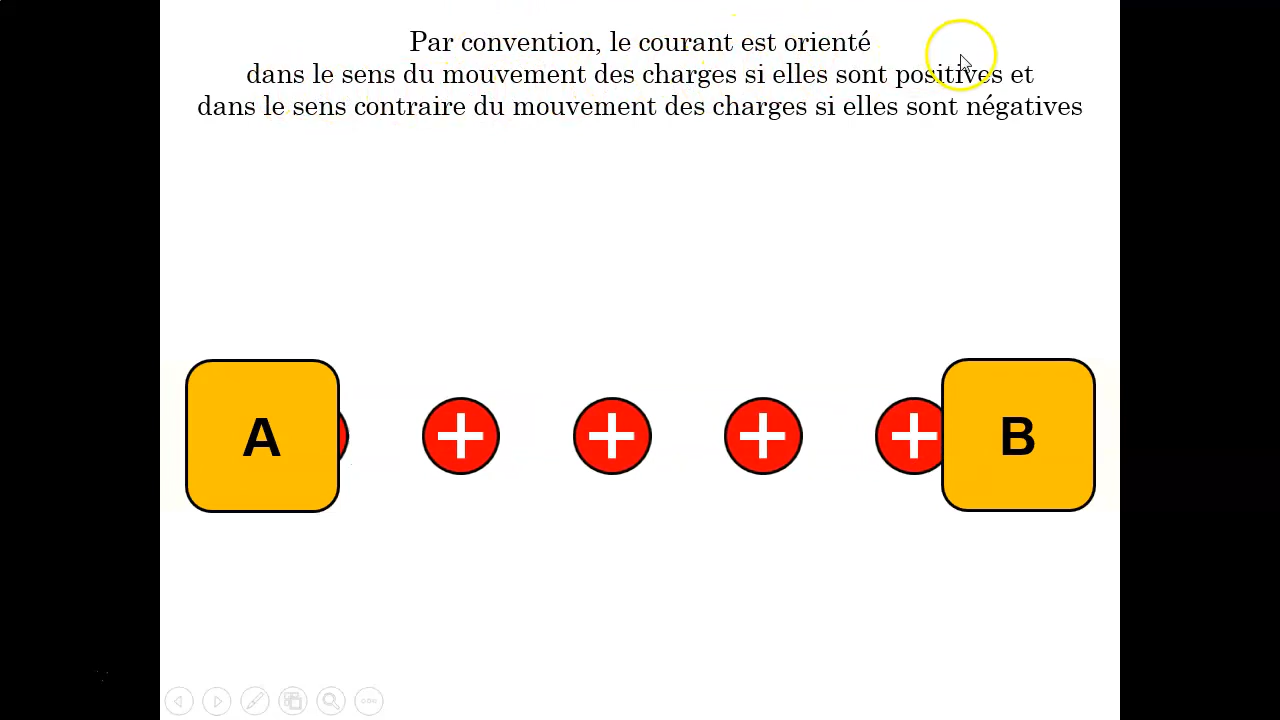 Par convention, le courant est orienté
dans le sens du mouvement des charges si elles sont positives et
dans le sens contraire du mouvement des charges si elles sont négatives
A
+ + + +
B